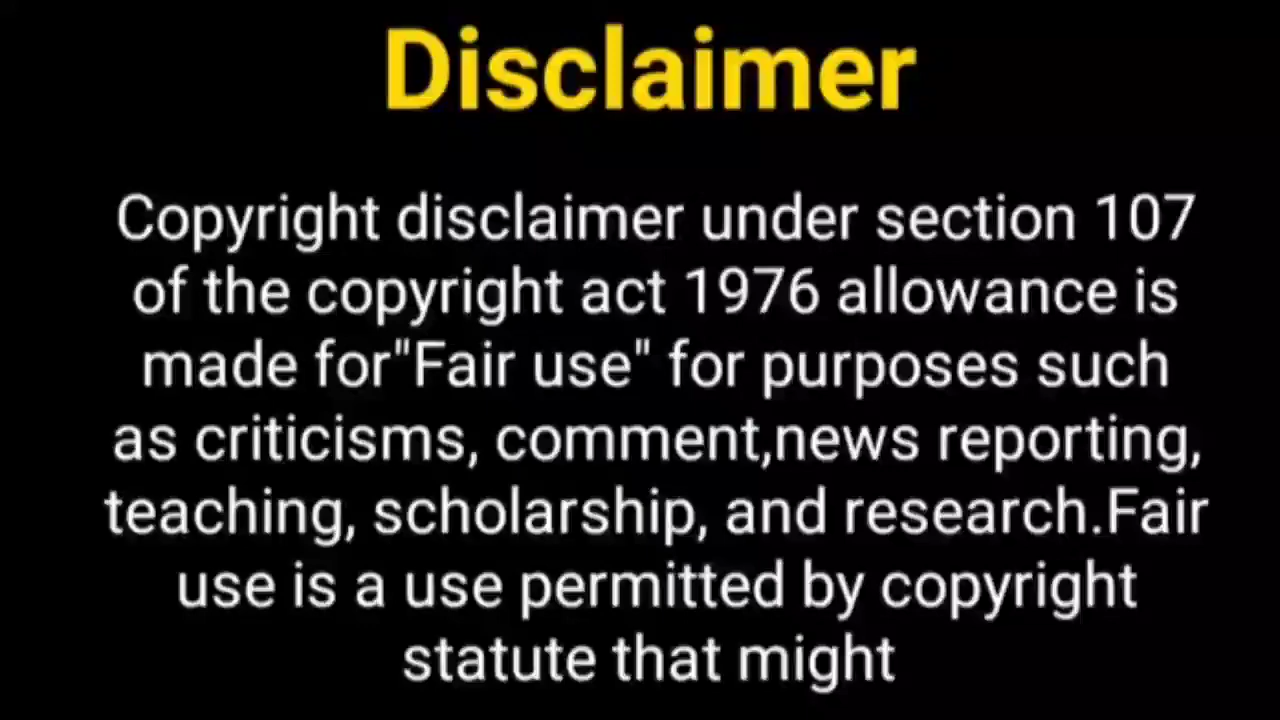 Disclaimer
Copyright disclaimer under section 107
of the copyright act 1976 allowance is
made for"Fair use" for purposes such
as criticisms, comment,news reporting,
teaching, scholarship, and research.Fair
use is a use permitted by copyright
statute that might